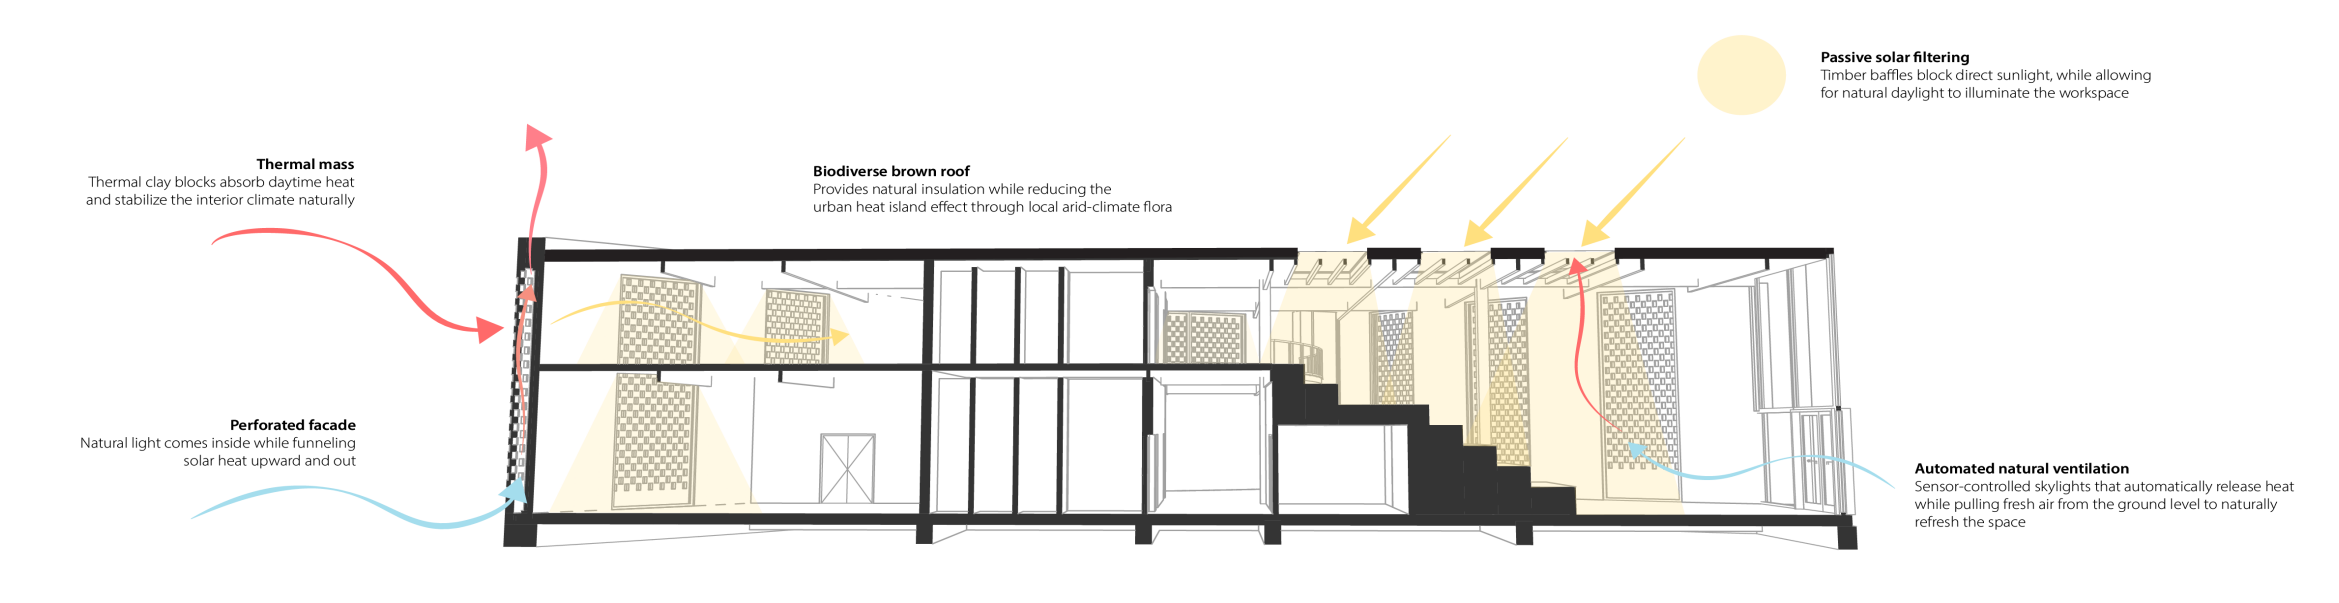 Passive solar filtering
Timber baffles block direct sunlight, while allowing
for natural daylight to illuminate the workspace
Thermal mass
Thermal clay blocks absorb daytime heat
and stabilize the interior climate naturally
Biodiverse brown roof
Provides natural insulation while reducing the
urban heat island effect through local arid-climate flora
Perforated facade
Natural light comes inside while funneling
solar heat upward and out
Automated natural ventilation
Sensor-controlled skylights that automatically release heat
while pulling fresh air from the ground level to naturally
refresh the space